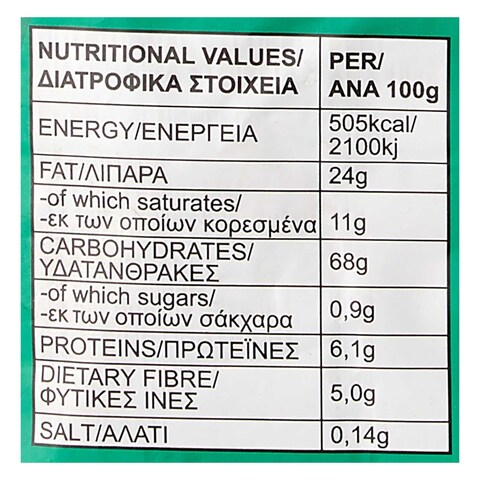 NUTRITIONAL VALUES/ PER/
ΔΙΑΤΡΟΦΙΚΑ ΣΤΟΙΧΕΙΑ ΑΝΑ 100g
ENERGY/ΕΝΕΡΓΕΙΑ 505kcal/
2100kj
FAT/ΛΙΠΑΡΑ 24g
-of which saturates/
-εκ των οποίων κορεσμένα 11g
CARBOHYDRATES/
ΥΔΑΤΑΝΘΡΑΚΕΣ 68g
-of which sugars/
-εκ των οποίων σάκχαρα 0,9g
PROTEINS/ΠΡΩΤΕΪΝΕΣ 6,1g
DIETARY FIBRE/
ΦΥΤΙΚΕΣ ΙΝΕΣ 5,0g
SALT/ΑΛΑΤΙ 0,14g